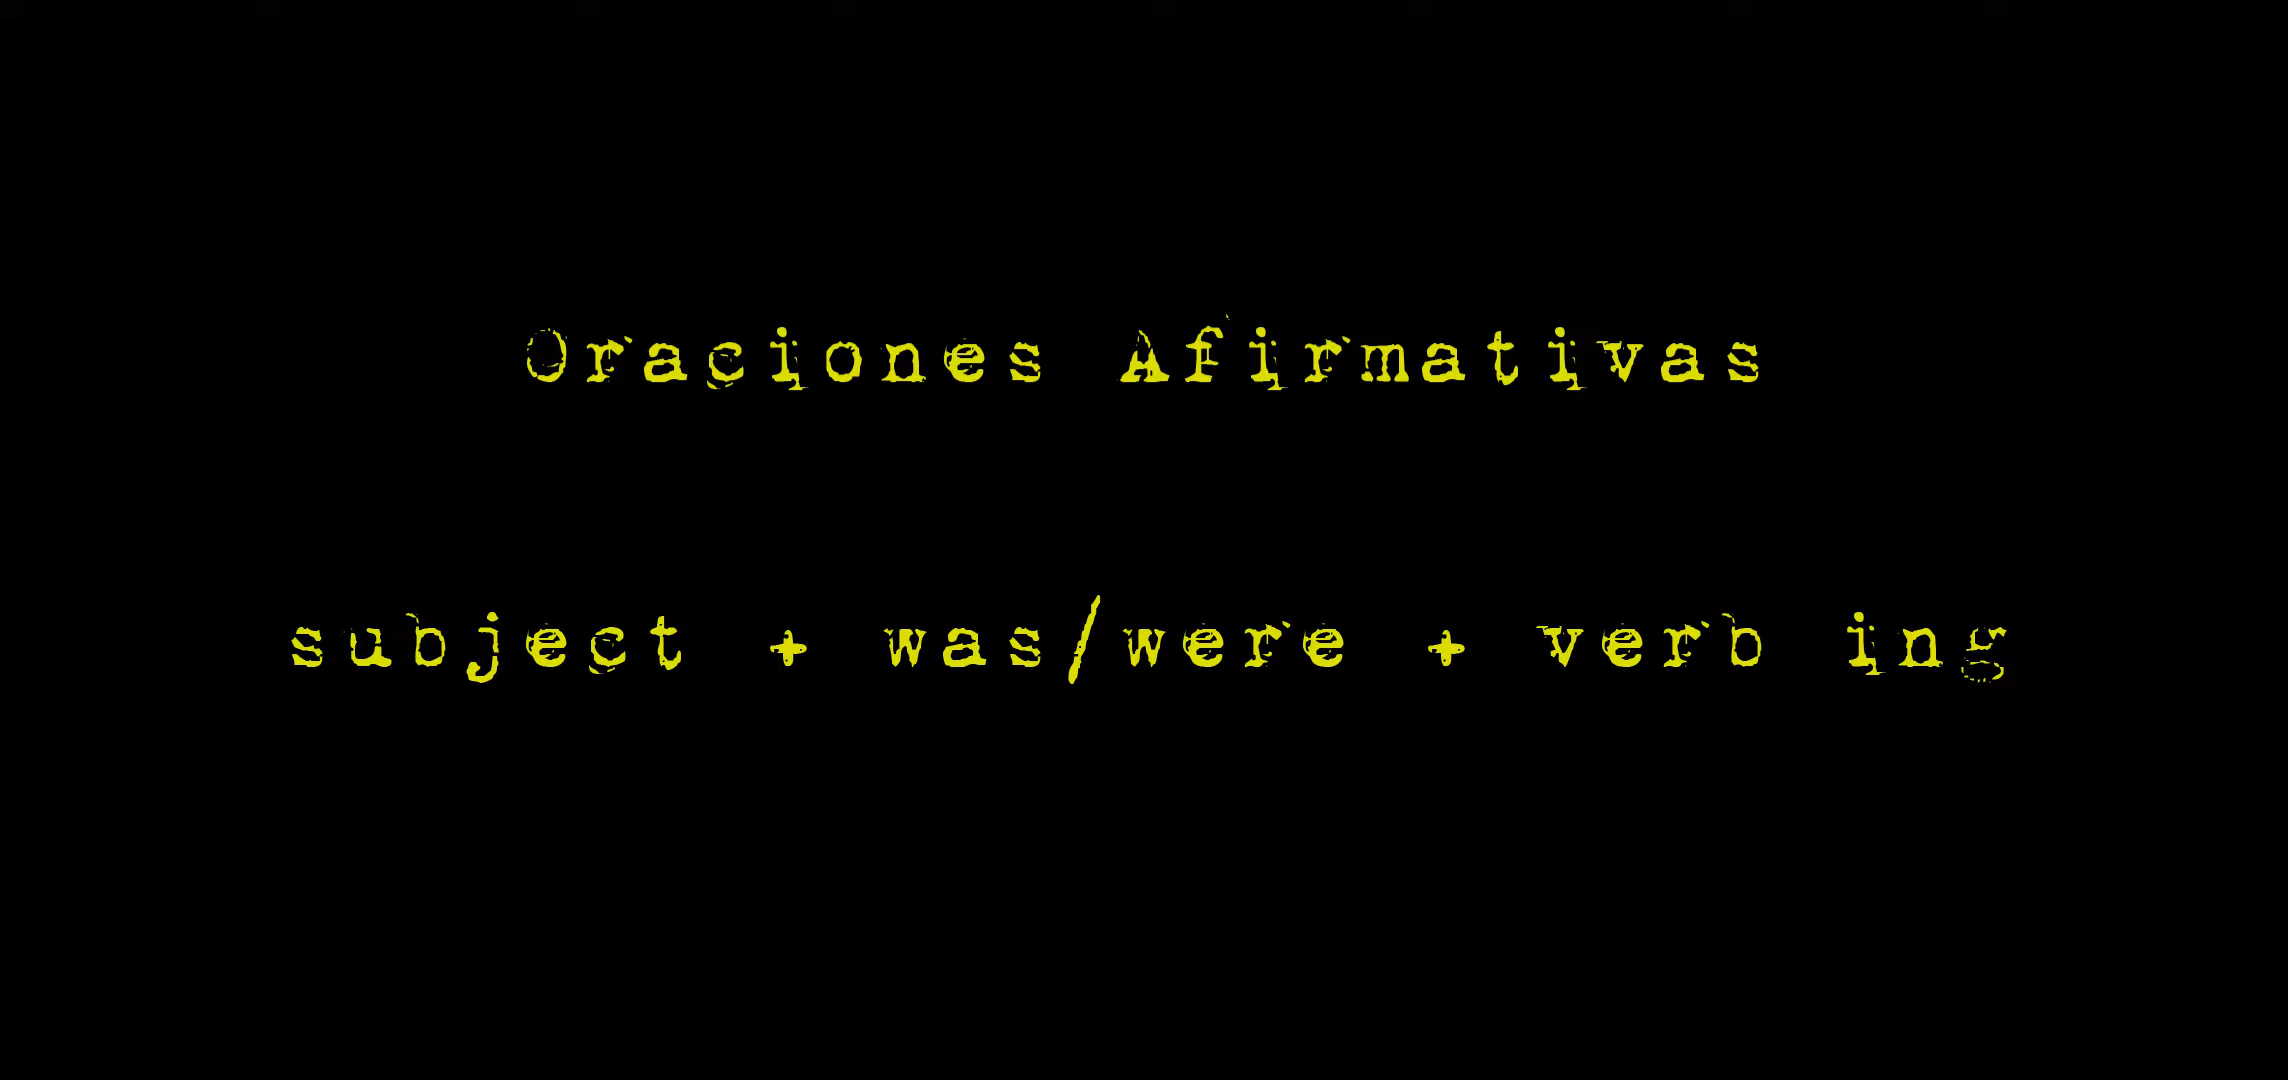 Oraciones Afirmativas
subject + was/were + verb ing